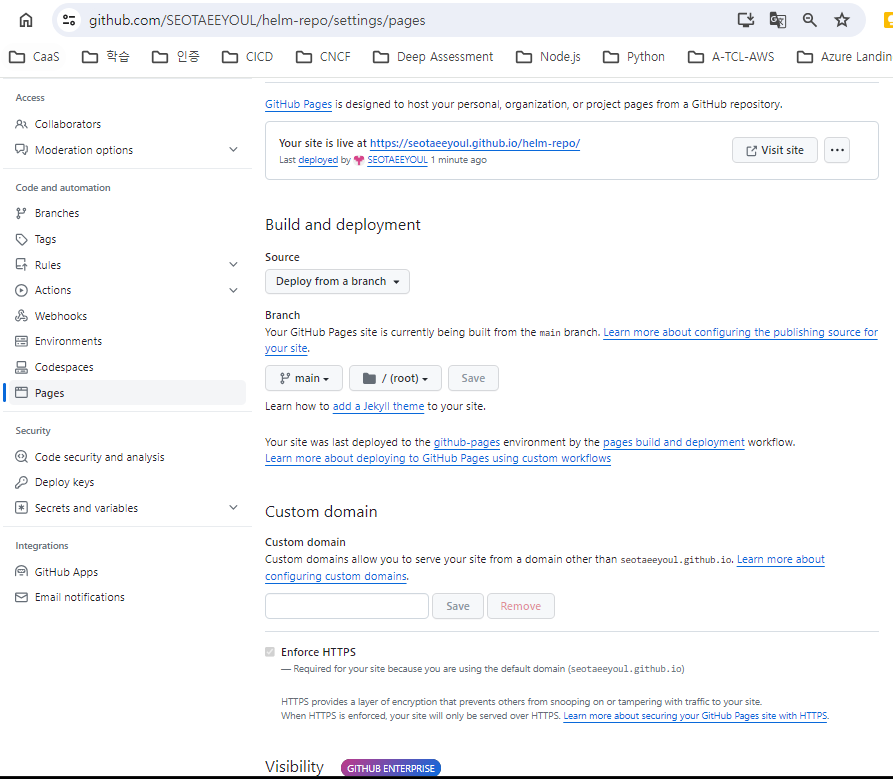 github.com/SEOTAEEYOUL/helm-repo/settings/pages
CaaS 학습 인증 CICD CNCF Deep Assessment Node.js Python A-TCL-AWS Azure Landin
Access
Collaborators
Moderation options
Code and automation
Branches
Tags
Rules
Actions
Webhooks
Environments
Codespaces
Pages
Security
Code security and analysis
Deploy keys
Secrets and variables
Integrations
GitHub Apps
Email notifications
GitHub Pages is designed to host your personal, organization, or project pages from a GitHub repository.
Your site is live at https://seotaeeyoul.github.io/helm-repo/
Last deployed by SEOTAEEYOUL 1 minute ago
Visit site
Build and deployment
Source
Deploy from a branch
Branch
Your GitHub Pages site is currently being built from the main branch. Learn more about configuring the publishing source for
your site.
main / (root) Save
Learn how to add a Jekyll theme to your site.
Your site was last deployed to the github-pages environment by the pages build and deployment workflow.
Learn more about deploying to GitHub Pages using custom workflows
Custom domain
Custom domain
Custom domains allow you to serve your site from a domain other than seotaeeyoul.github.io. Learn more about
configuring custom domains.
Save Remove
Enforce HTTPS
— Required for your site because you are using the default domain (seotaeeyoul.github.io)
HTTPS provides a layer of encryption that prevents others from snooping on or tampering with traffic to your site.
When HTTPS is enforced, your site will only be served over HTTPS. Learn more about securing your GitHub Pages site with HTTPS.
Visibility GITHUB ENTERPRISE